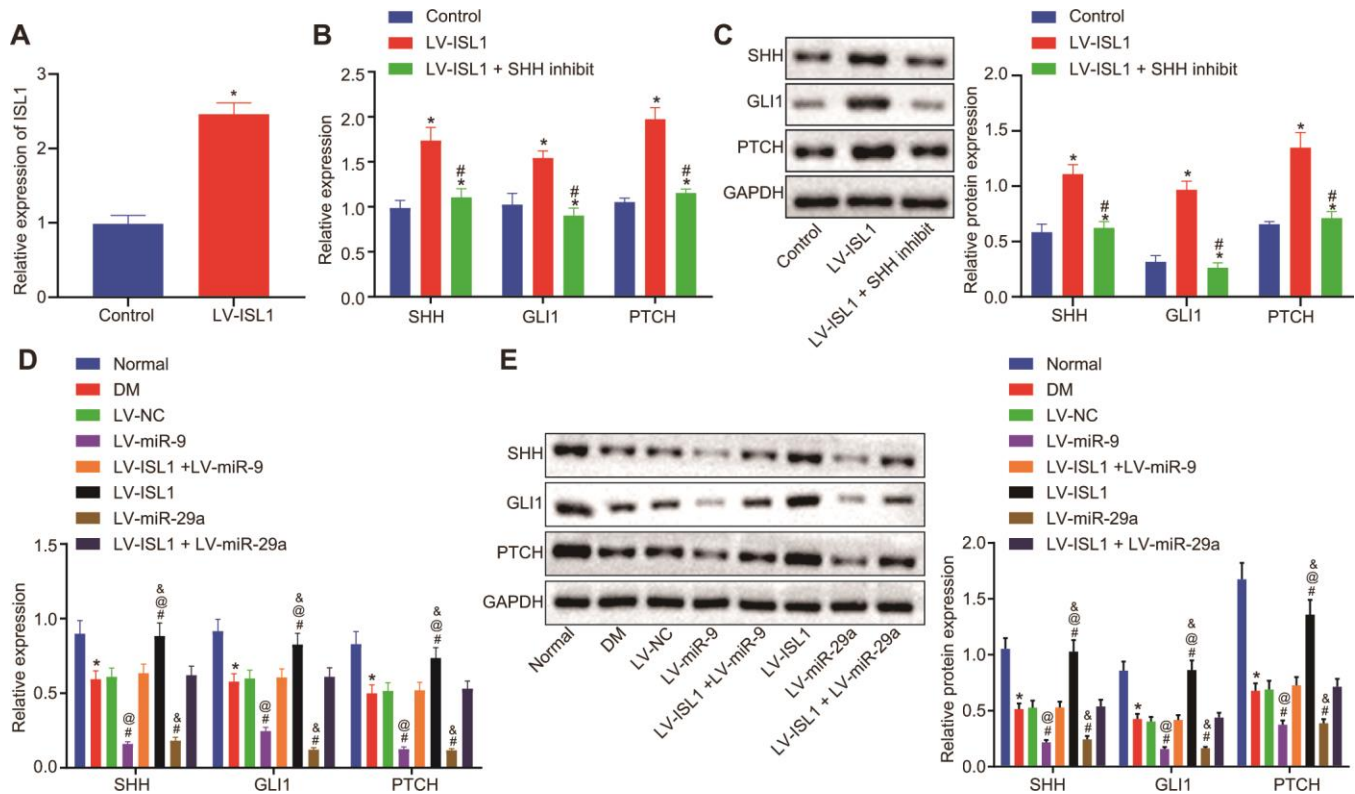 A
Relative expression of ISL1
3
2
1
0
*
Control
LV-ISL1
B
Control
LV-ISL1
LV-ISL1 + SHH inhibit
Relative expression
2.5
2.0
1.5
1.0
0.5
0.0
*
#
*
*
#
*
*
#
*
SHH
GLI1
PTCH
C
SHH
GLI1
PTCH
GAPDH
Control
LV-ISL1
LV-ISL1 + SHH inhibit
Control
LV-ISL1
LV-ISL1 + SHH inhibit
Relative protein expression
2.0
1.5
1.0
0.5
0.0
*
#
*
*
#
*
*
#
*
SHH
GLI1
PTCH
D
Normal
DM
LV-NC
LV-miR-9
LV-ISL1 +LV-miR-9
LV-ISL1
LV-miR-29a
LV-ISL1 + LV-miR-29a
Relative expression
1.5
1.0
0.5
0.0
*
@
#
&
@
#
&
#
*
@
#
&
@
#
&
#
*
@
#
&
@
#
&
#
SHH
GLI1
PTCH
E
SHH
GLI1
PTCH
GAPDH
Normal
DM
LV-NC
LV-miR-9
LV-ISL1 +LV-miR-9
LV-ISL1
LV-miR-29a
LV-ISL1 + LV-miR-29a
Normal
DM
LV-NC
LV-miR-9
LV-ISL1 +LV-miR-9
LV-ISL1
LV-miR-29a
LV-ISL1 + LV-miR-29a
Relative protein expression
2.0
1.5
1.0
0.5
0.0
*
@
#
&
@
#
&
#
*
@
#
&
@
#
&
#
*
@
#
&
@
#
&
#
SHH
GLI1
PTCH